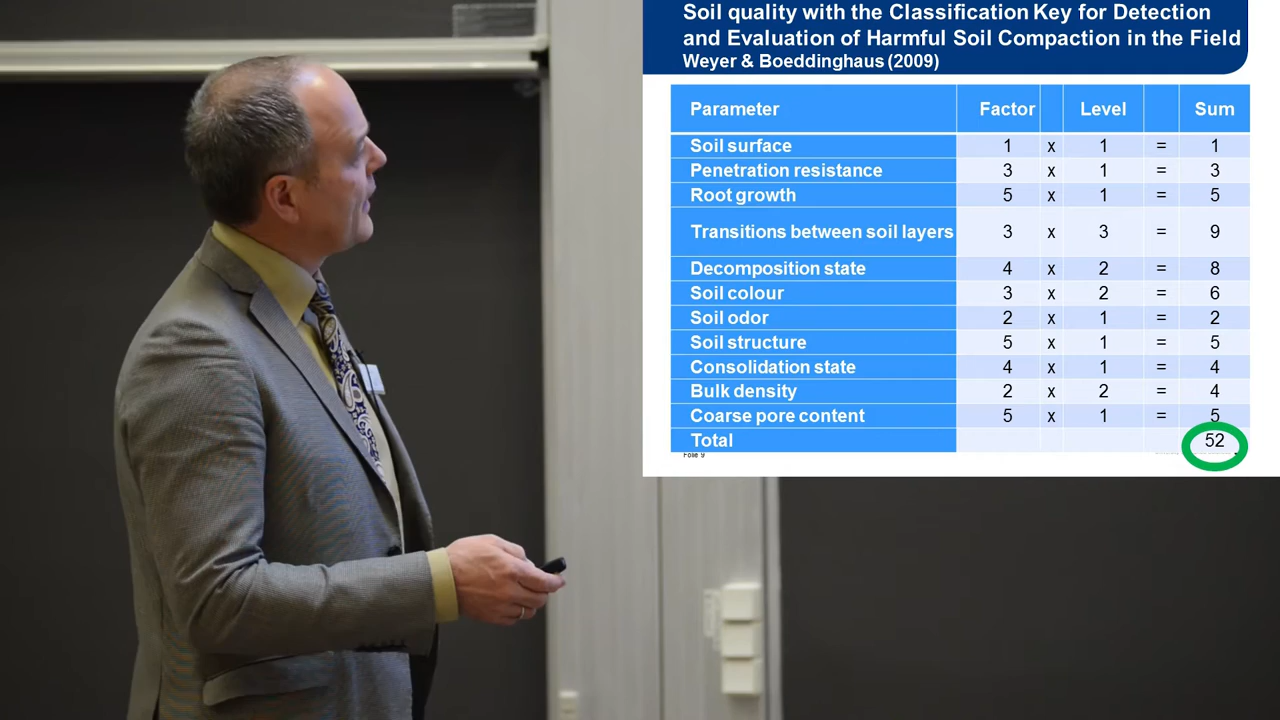 Soil quality with the Classification Key for Detection
and Evaluation of Harmful Soil Compaction in the Field
Weyer & Boeddinghaus (2009)
Parameter Factor Level Sum
Soil surface 1 x 1 = 1
Penetration resistance 3 x 1 = 3
Root growth 5 x 1 = 5
Transitions between soil layers 3 x 3 = 9
Decomposition state 4 x 2 = 8
Soil colour 3 x 2 = 6
Soil odor 2 x 1 = 2
Soil structure 5 x 1 = 5
Consolidation state 4 x 1 = 4
Bulk density 2 x 2 = 4
Coarse pore content 5 x 1 = 5
Total 52
Folie 9